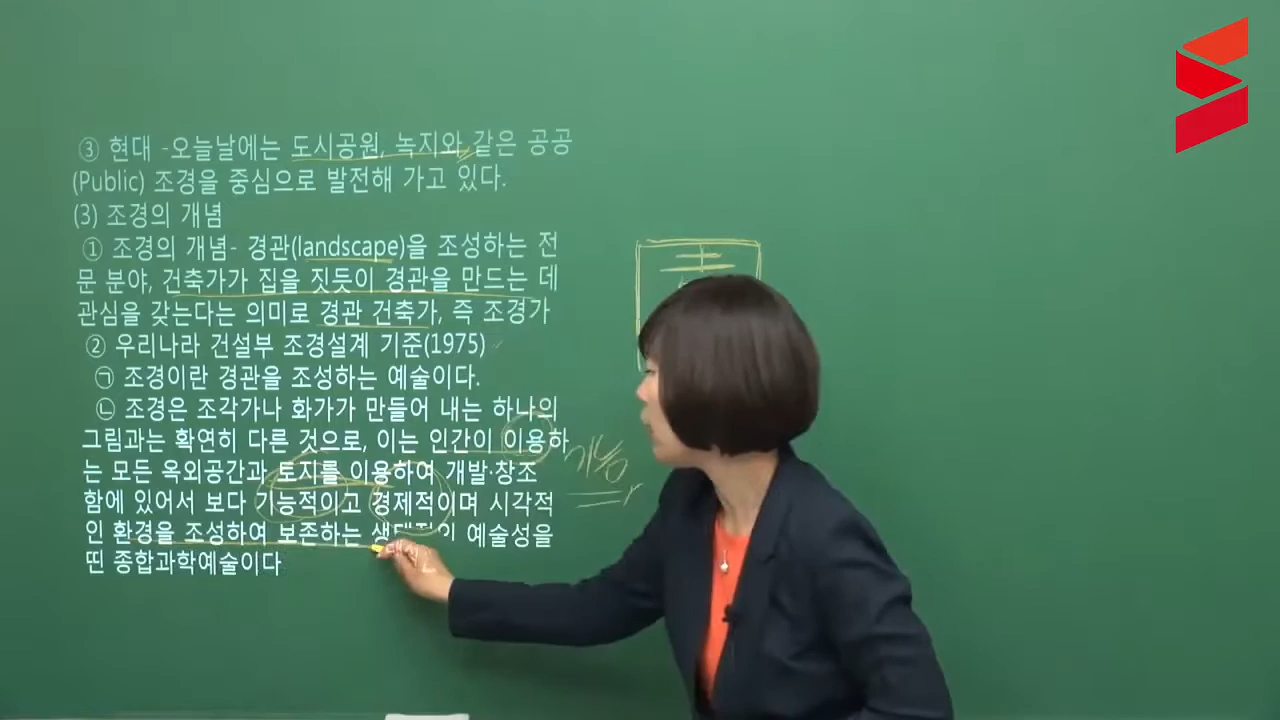 ③ 현대 -오늘날에는 도시공원, 녹지와 같은 공공
(Public) 조경을 중심으로 발전해 가고 있다.
(3) 조경의 개념
① 조경의 개념- 경관(landscape)을 조성하는 전
문 분야, 건축가가 집을 짓듯이 경관을 만드는 데
관심을 갖는다는 의미로 경관 건축가, 즉 조경가
② 우리나라 건설부 조경설계 기준(1975)
㉠ 조경이란 경관을 조성하는 예술이다.
㉡ 조경은 조각가나 화가가 만들어 내는 하나의
그림과는 확연히 다른 것으로, 이는 인간이 이용하
는 모든 옥외공간과 토지를 이용하여 개발·창조
함에 있어서 보다 기능적이고 경제적이며 시각적
인 환경을 조성하여 보존하는 생태적인 예술성을
띤 종합과학예술이다